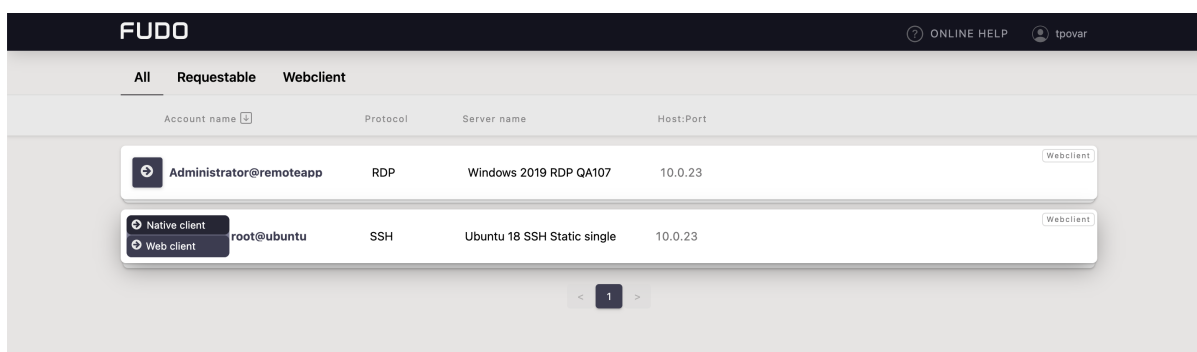 FUDO
ONLINE HELP tpovar
All Requestable Webclient
Account name Protocol Server name Host:Port
Webclient
Administrator@remoteapp RDP Windows 2019 RDP QA107 10.0.23
Webclient
Native client
Web client
root@ubuntu SSH Ubuntu 18 SSH Static single 10.0.23
< 1 >